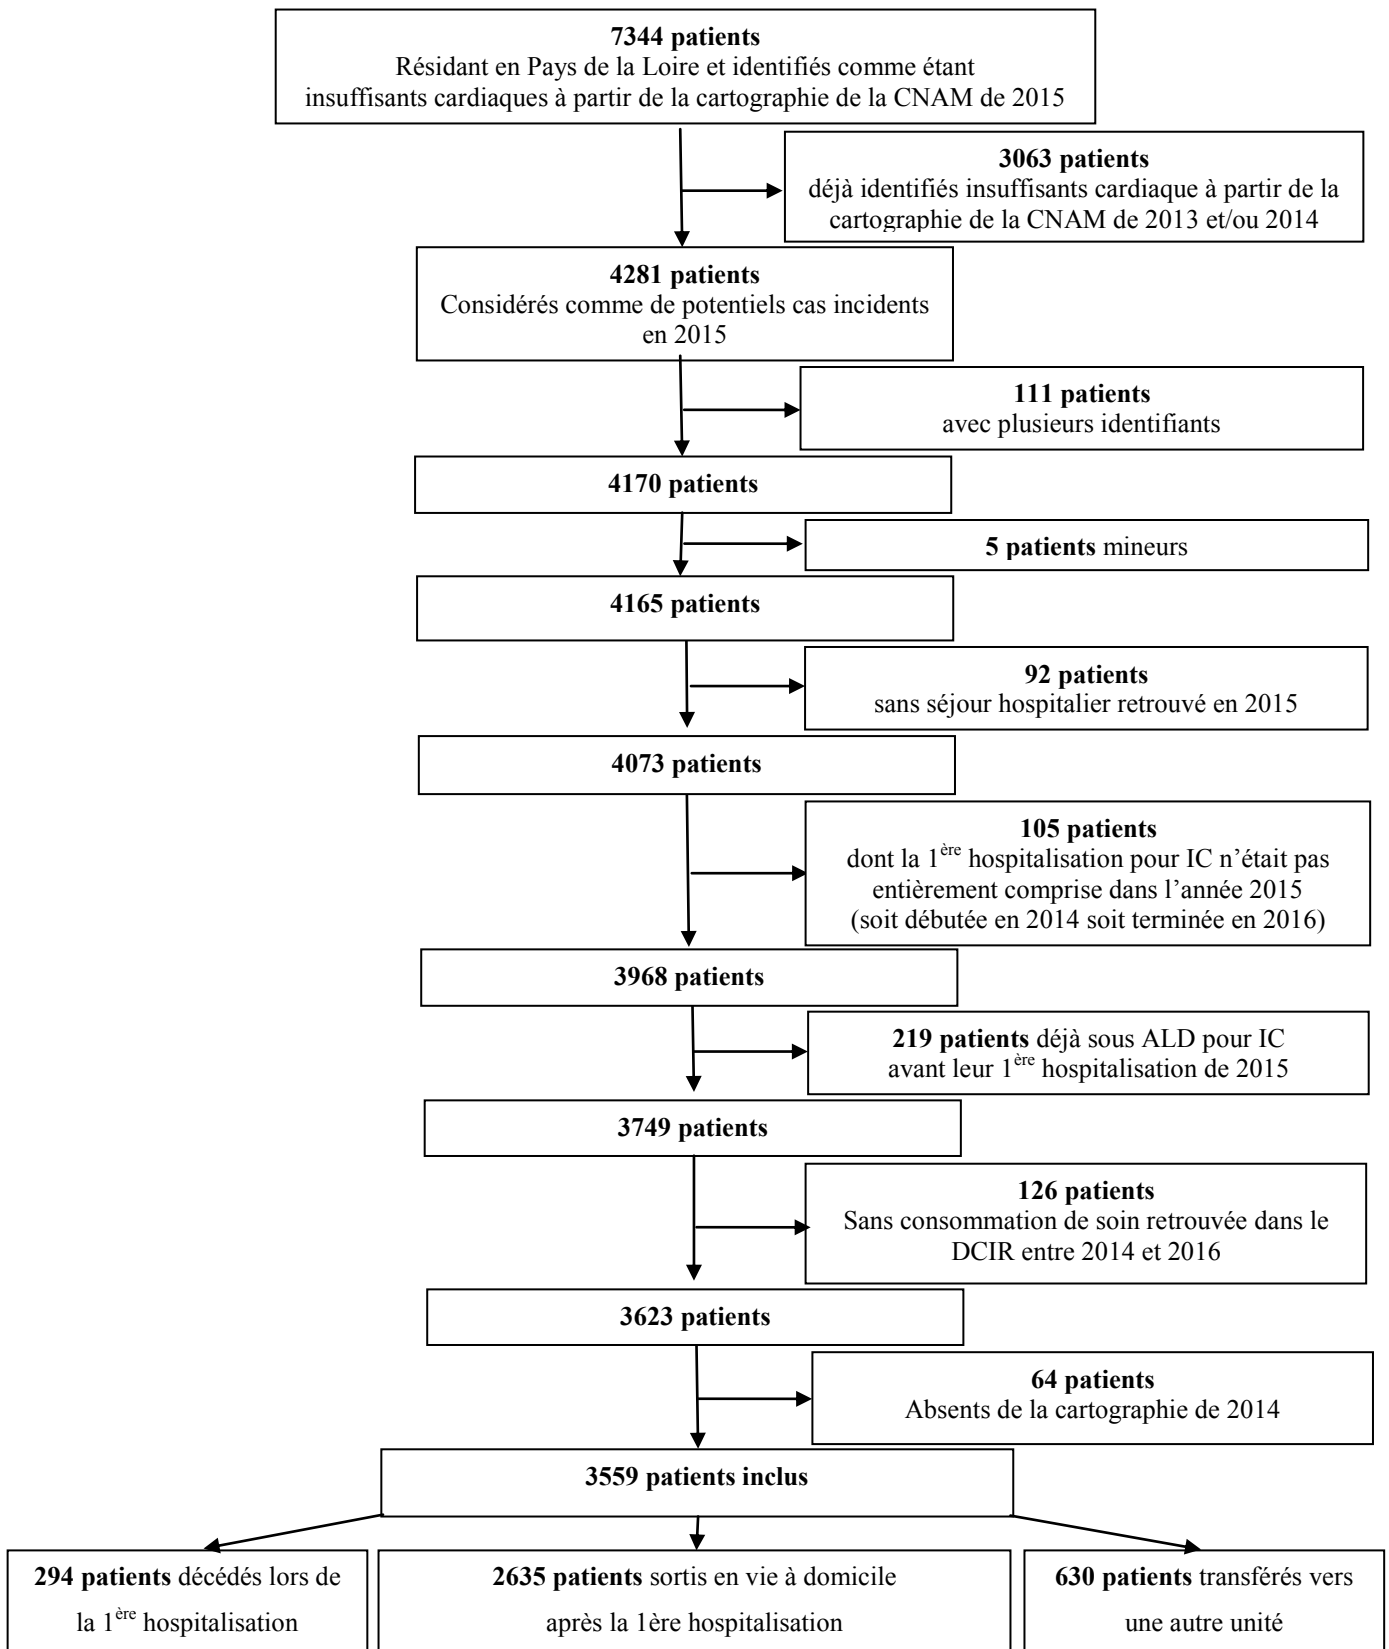 7344 patients
Résidant en Pays de la Loire et identifiés comme étant
insuffisants cardiaques à partir de la cartographie de la CNAM de 2015
3063 patients
déjà identifiés insuffisants cardiaque à partir de la
cartographie de la CNAM de 2013 et/ou 2014
4281 patients
Considérés comme de potentiels cas incidents
en 2015
111 patients
avec plusieurs identifiants
4170 patients
5 patients mineurs
4165 patients
92 patients
sans séjour hospitalier retrouvé en 2015
4073 patients
105 patients
dont la 1ère hospitalisation pour IC n’était pas
entièrement comprise dans l’année 2015
(soit débutée en 2014 soit terminée en 2016)
3968 patients
219 patients déjà sous ALD pour IC
avant leur 1ère hospitalisation de 2015
3749 patients
126 patients
Sans consommation de soin retrouvée dans le
DCIR entre 2014 et 2016
3623 patients
64 patients
Absents de la cartographie de 2014
3559 patients inclus
294 patients décédés lors de
la 1ère hospitalisation
2635 patients sortis en vie à domicile
après la 1ère hospitalisation
630 patients transférés vers
une autre unité